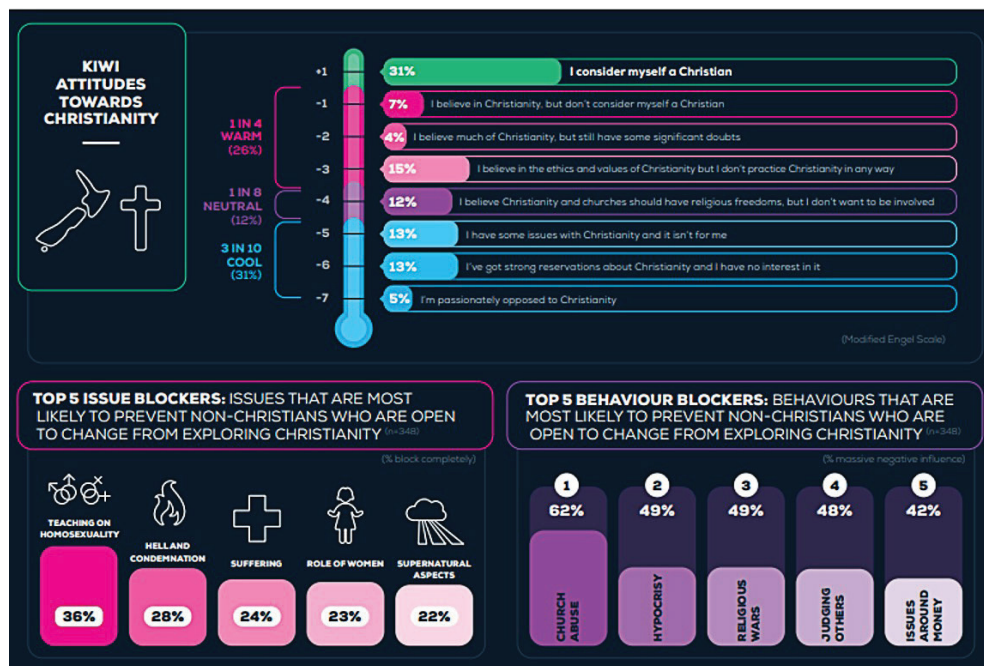 KIWI
ATTITUDES
TOWARDS
CHRISTIANITY
1 IN 4
WARM
(26%)
1 IN 8
NEUTRAL
(12%)
3 IN 10
COOL
(31%)
+1 31% I consider myself a Christian
-1 7% I believe in Christianity, but don't consider myself a Christian
-2 4% I believe much of Christianity, but still have some significant doubts
-3 15% I believe in the ethics and values of Christianity but I don't practice Christianity in any way
-4 12% I believe Christianity and churches should have religious freedoms, but I don't want to be involved
-5 13% I have some issues with Christianity and it isn't for me
-6 13% I've got strong reservations about Christianity and I have no interest in it
-7 5% I'm passionately opposed to Christianity
(Modified Engel Scale)
TOP 5 ISSUE BLOCKERS: ISSUES THAT ARE MOST
LIKELY TO PREVENT NON-CHRISTIANS WHO ARE OPEN
TO CHANGE FROM EXPLORING CHRISTIANITY (n=348)
(% block completely)
TEACHING ON
HOMOSEXUALITY
36%
HELL AND
CONDEMNATION
28%
SUFFERING
24%
ROLE OF WOMEN
23%
SUPERNATURAL
ASPECTS
22%
TOP 5 BEHAVIOUR BLOCKERS: BEHAVIOURS THAT ARE
MOST LIKELY TO PREVENT NON-CHRISTIANS WHO ARE
OPEN TO CHANGE FROM EXPLORING CHRISTIANITY (n=348)
(% massive negative influence)
1
62%
CHURCH
ABUSE
2
49%
HYPOCRISY
3
49%
RELIGIOUS
WARS
4
48%
JUDGING
OTHERS
5
42%
ISSUES
AROUND
MONEY